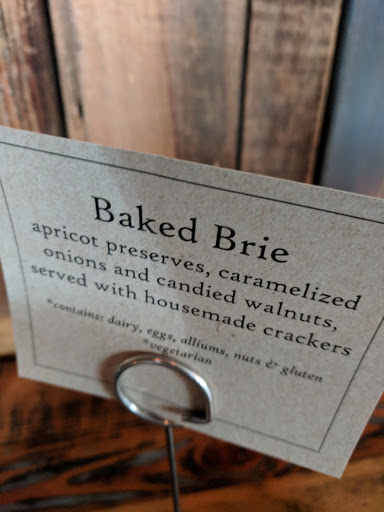 Baked Brie
apricot preserves, caramelized
onions and candied walnuts,
served with housemade crackers
*contains: dairy, eggs, alliums, nuts & gluten
*vegetarian